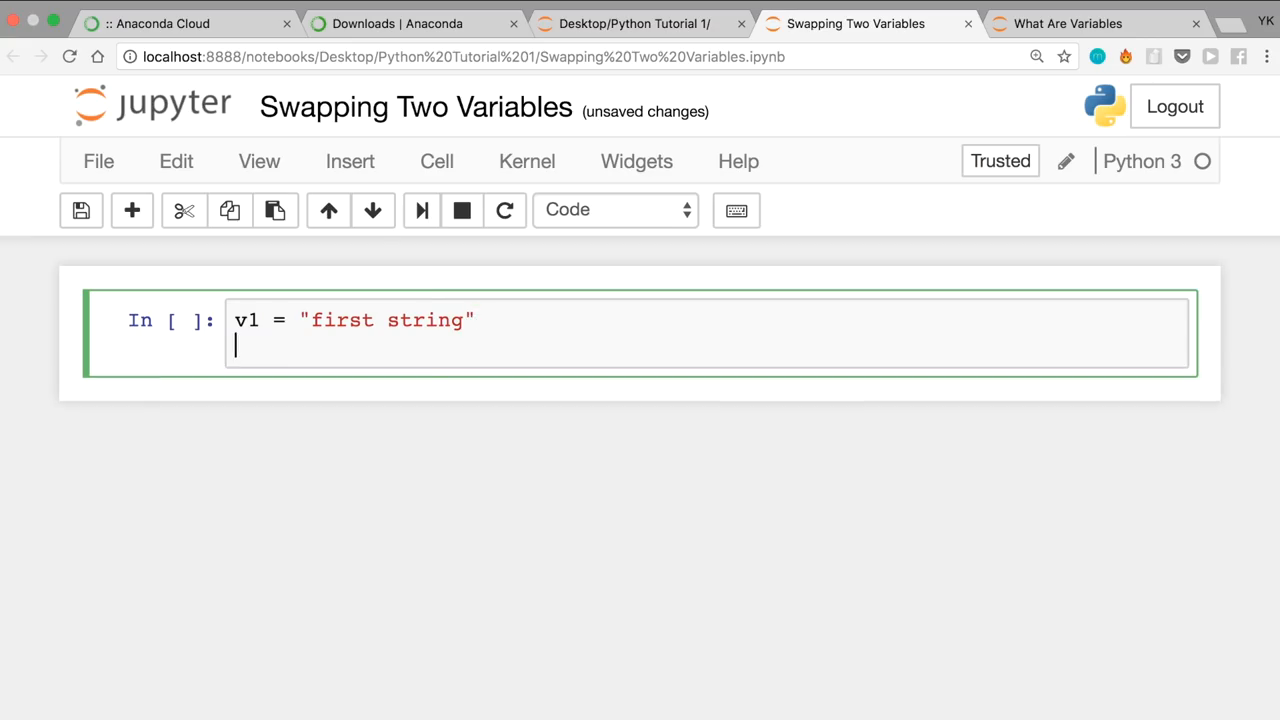 :: Anaconda Cloud
Downloads | Anaconda
Desktop/Python Tutorial 1/
Swapping Two Variables
What Are Variables
YK
localhost:8888/notebooks/Desktop/Python%20Tutorial%201/Swapping%20Two%20Variables.ipynb
jupyter
Swapping Two Variables (unsaved changes)
Logout
File Edit View Insert Cell Kernel Widgets Help
Trusted
Python 3
Code
In [ ]: v1 = "first string"